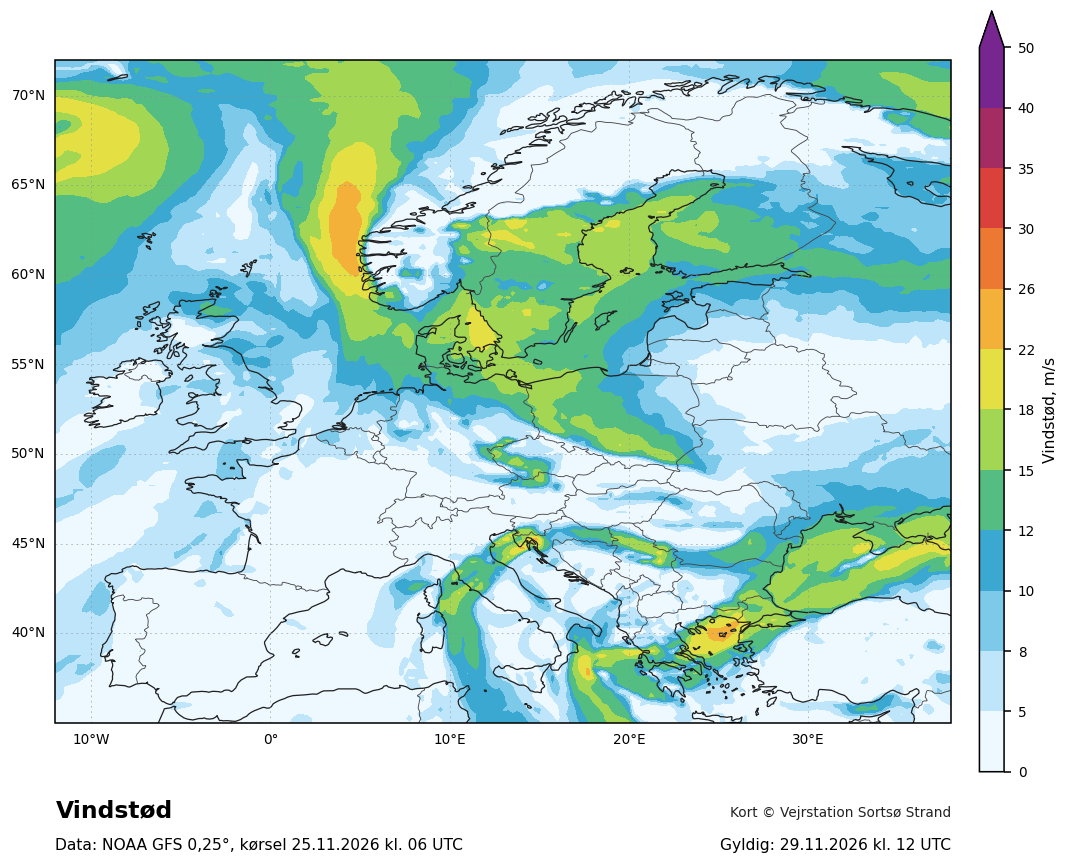 50
40
35
30
26
22
18
15
12
10
8
5
0
Vindstød, m/s
70°N
65°N
60°N
55°N
50°N
45°N
40°N
10°W
0°
10°E
20°E
30°E
Vindstød
Kort © Vejrstation Sortsø Strand
Data: NOAA GFS 0,25°, kørsel 25.11.2026 kl. 06 UTC
Gyldig: 29.11.2026 kl. 12 UTC